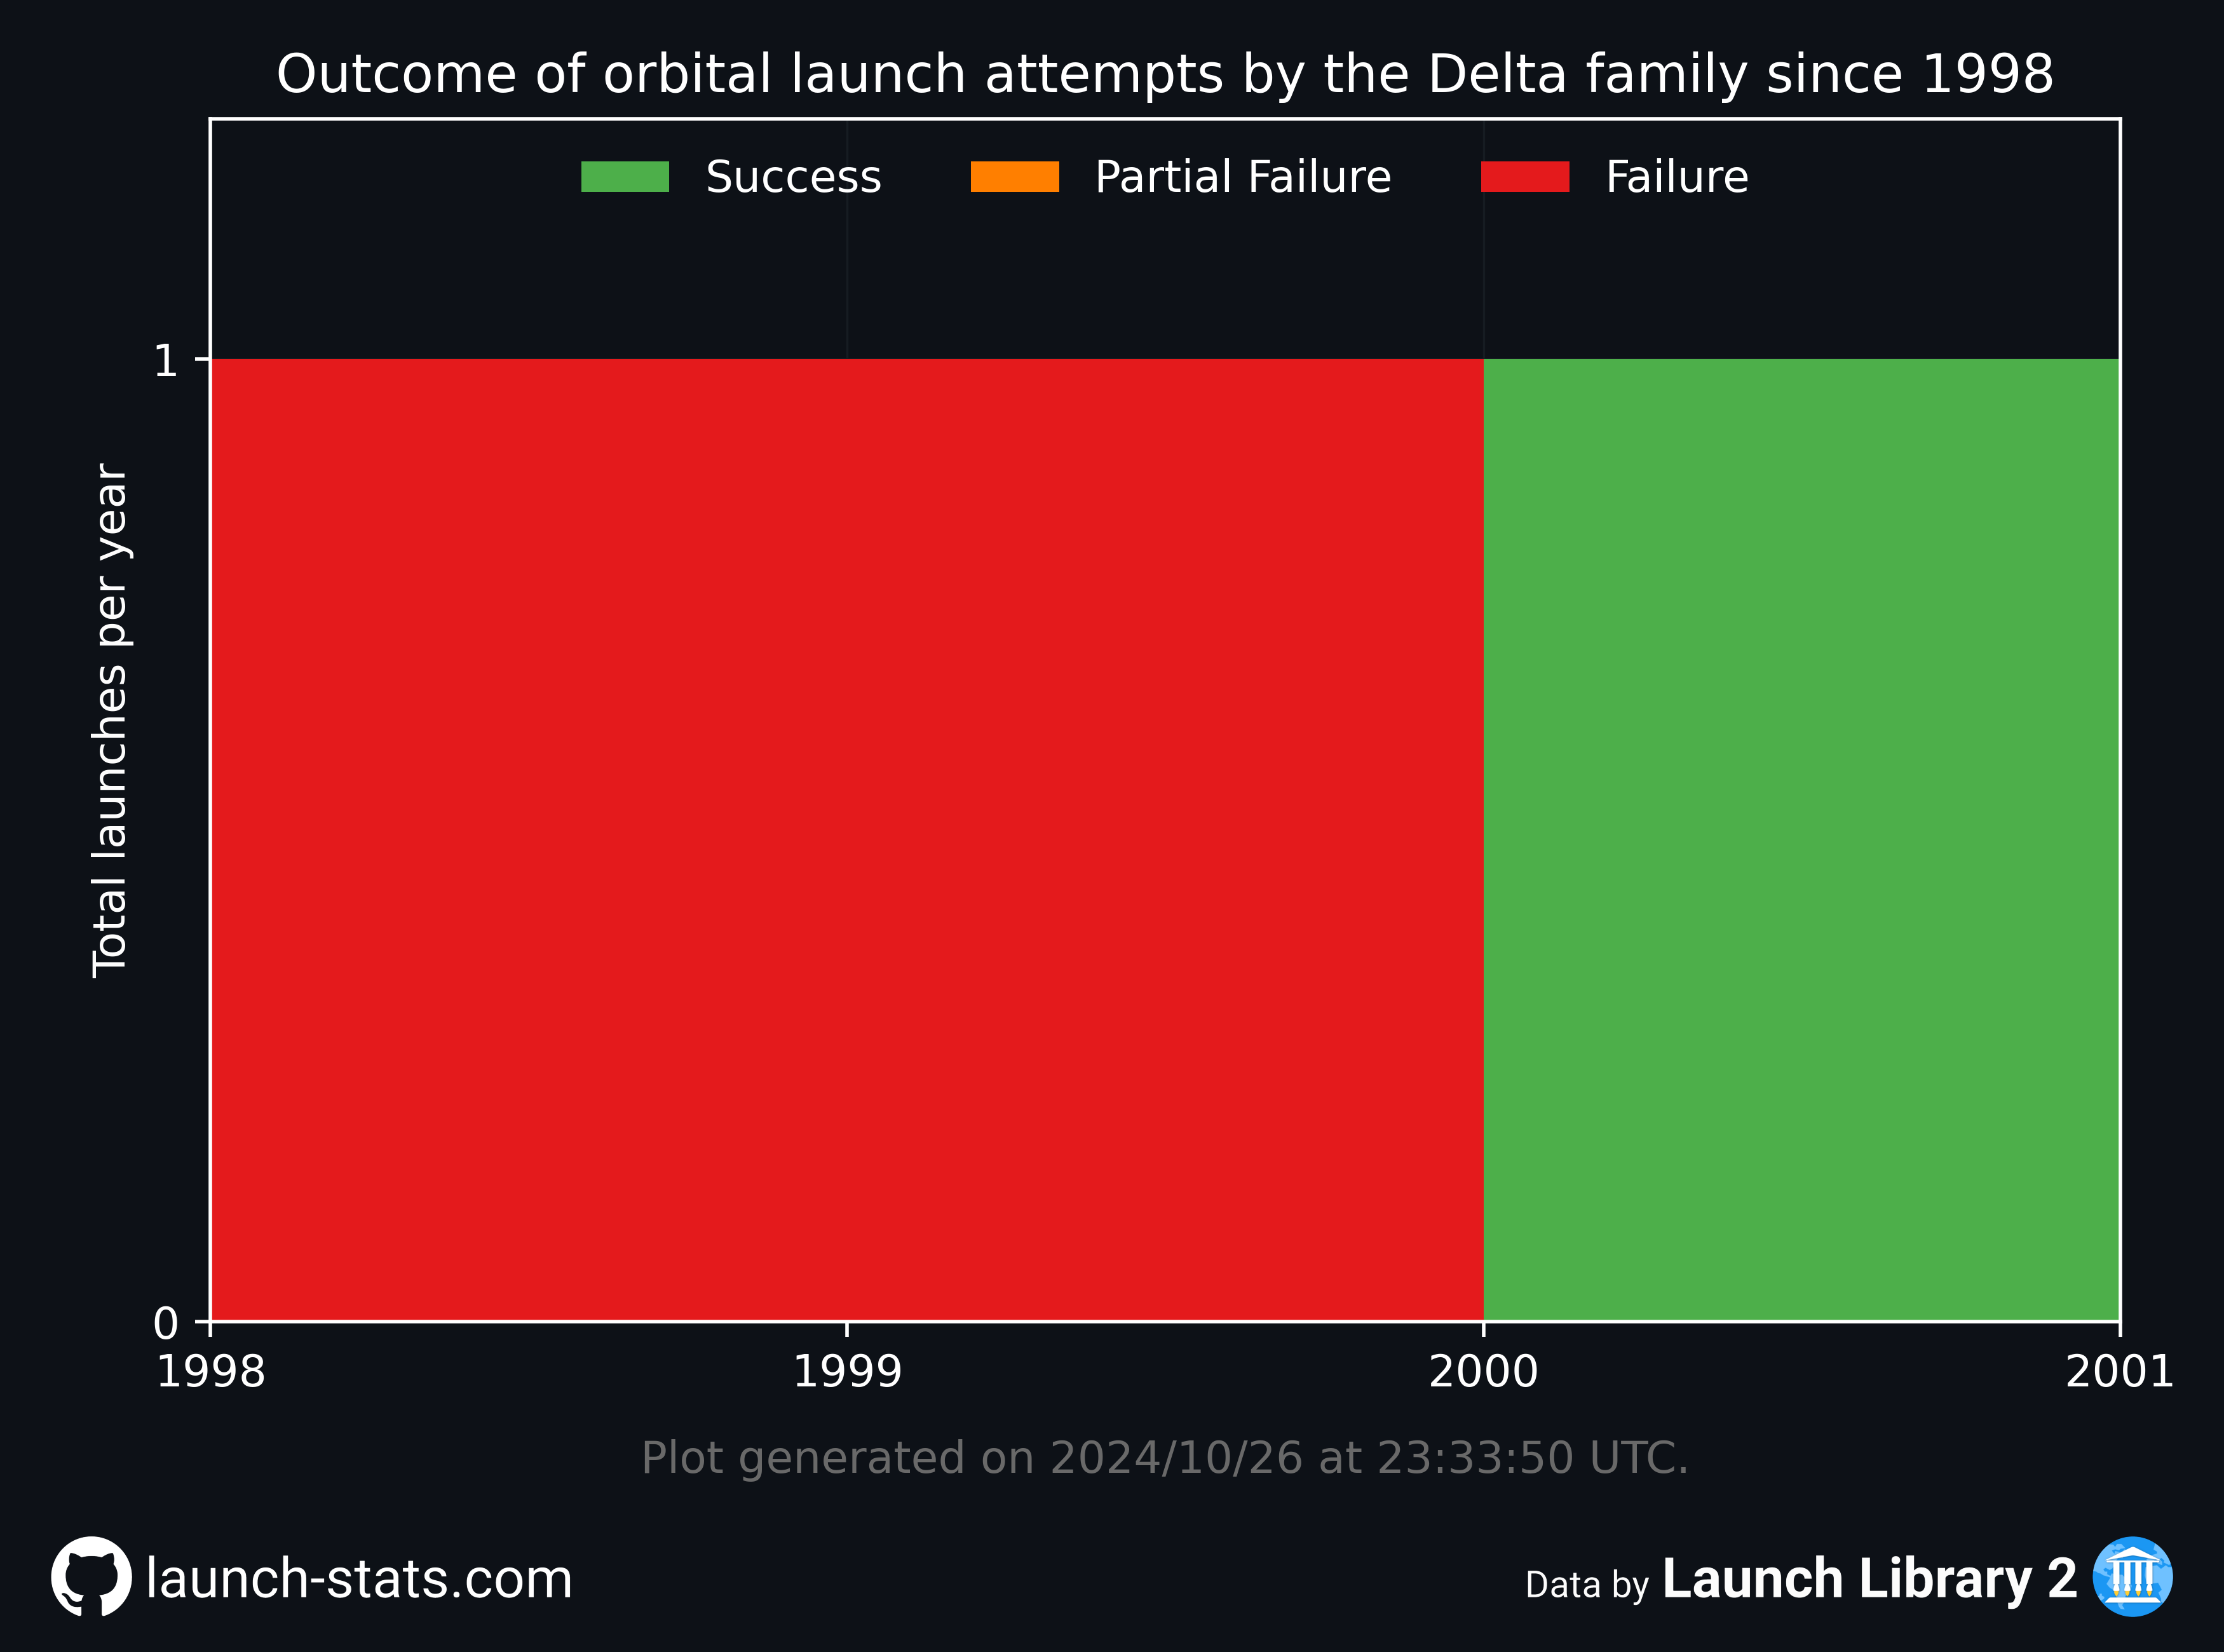 Outcome of orbital launch attempts by the Delta family since 1998
Success Partial Failure Failure
Total launches per year
1
0
1998 1999 2000 2001
Plot generated on 2024/10/26 at 23:33:50 UTC.
launch-stats.com
Data by Launch Library 2